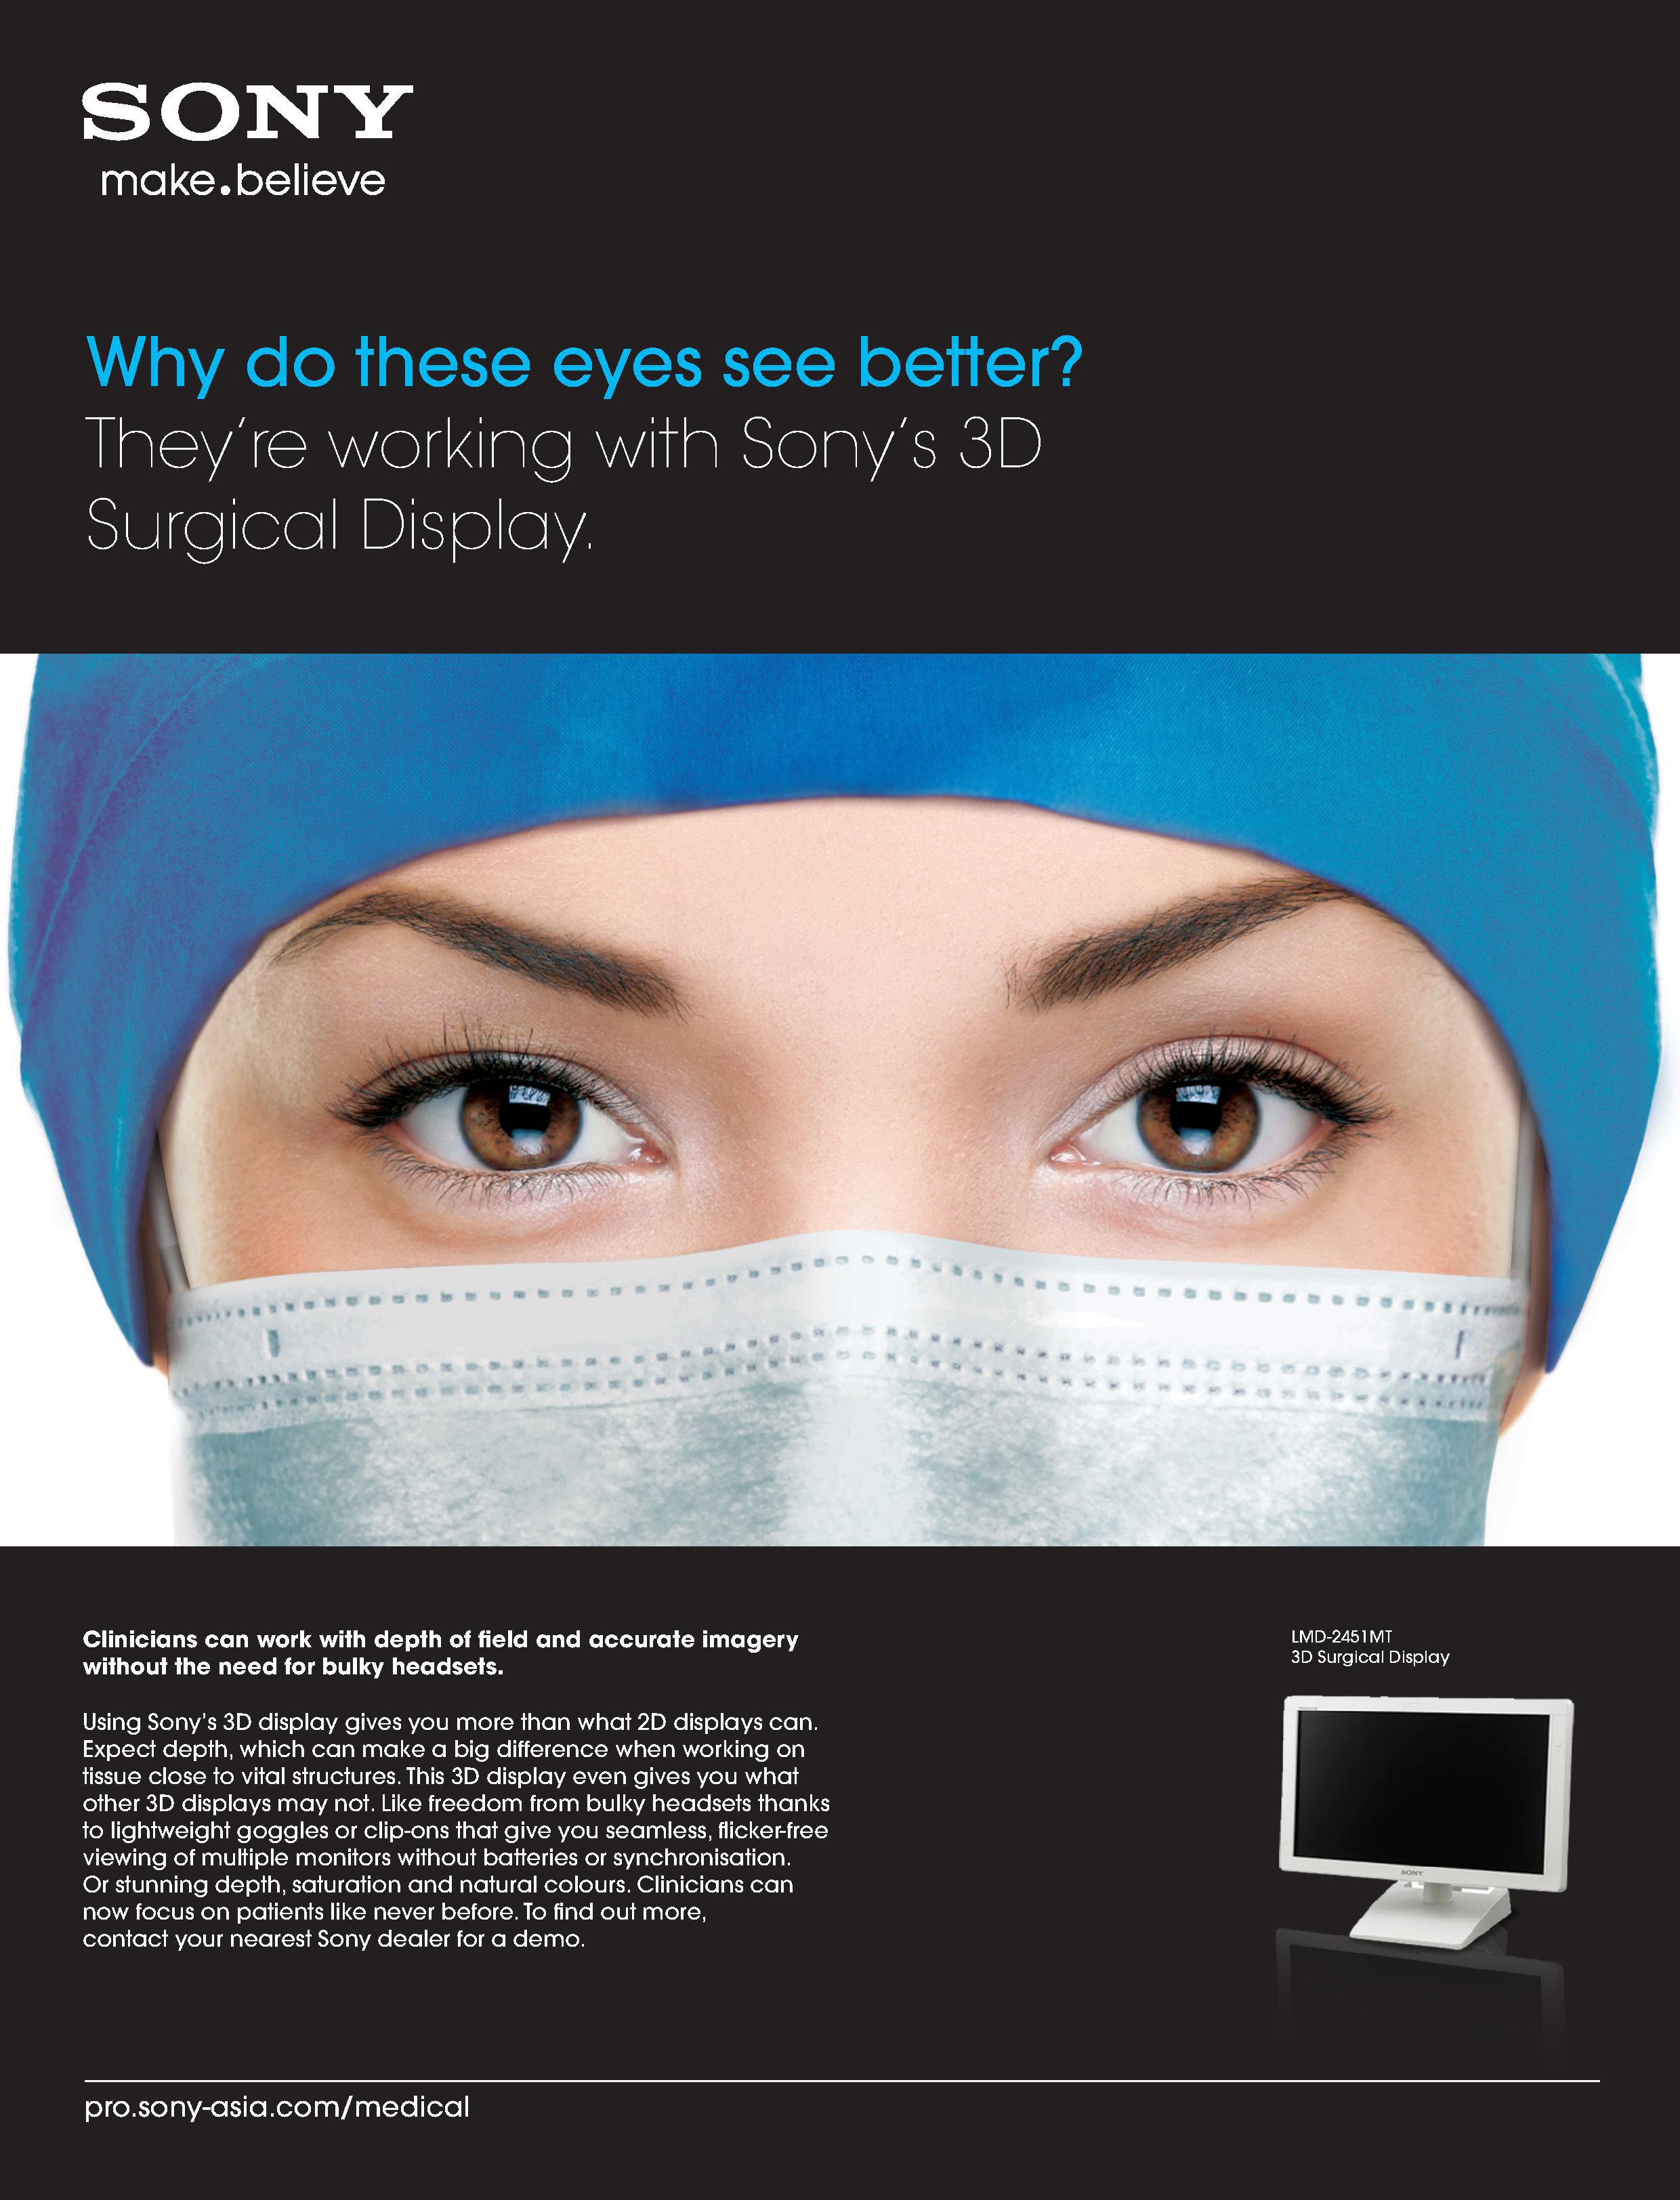 SONY
make.believe
Why do these eyes see better?
They're working with Sony's 3D
Surgical Display.
Clinicians can work with depth of field and accurate imagery
without the need for bulky headsets.
Using Sony's 3D display gives you more than what 2D displays can.
Expect depth, which can make a big difference when working on
tissue close to vital structures. This 3D display even gives you what
other 3D displays may not. Like freedom from bulky headsets thanks
to lightweight goggles or clip-ons that give you seamless, flicker-free
viewing of multiple monitors without batteries or synchronisation.
Or stunning depth, saturation and natural colours. Clinicians can
now focus on patients like never before. To find out more,
contact your nearest Sony dealer for a demo.
LMD-2451MT
3D Surgical Display
SONY
pro.sony-asia.com/medical